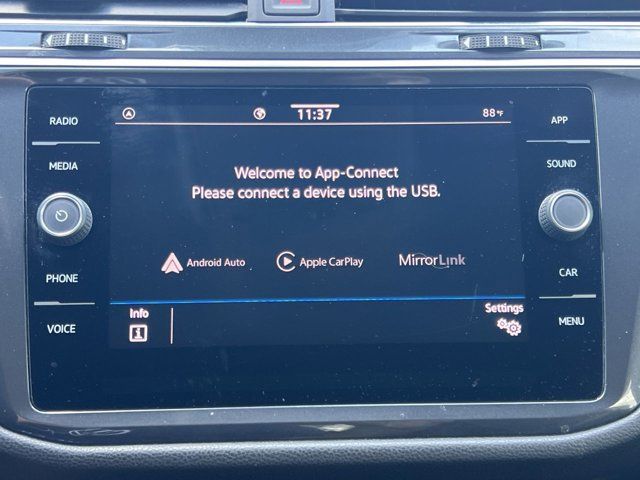 RADIO
MEDIA
PHONE
VOICE
11:37
88°F
Welcome to App-Connect
Please connect a device using the USB.
Android Auto
Apple CarPlay
MirrorLink
Info
i
Settings
APP
SOUND
CAR
MENU